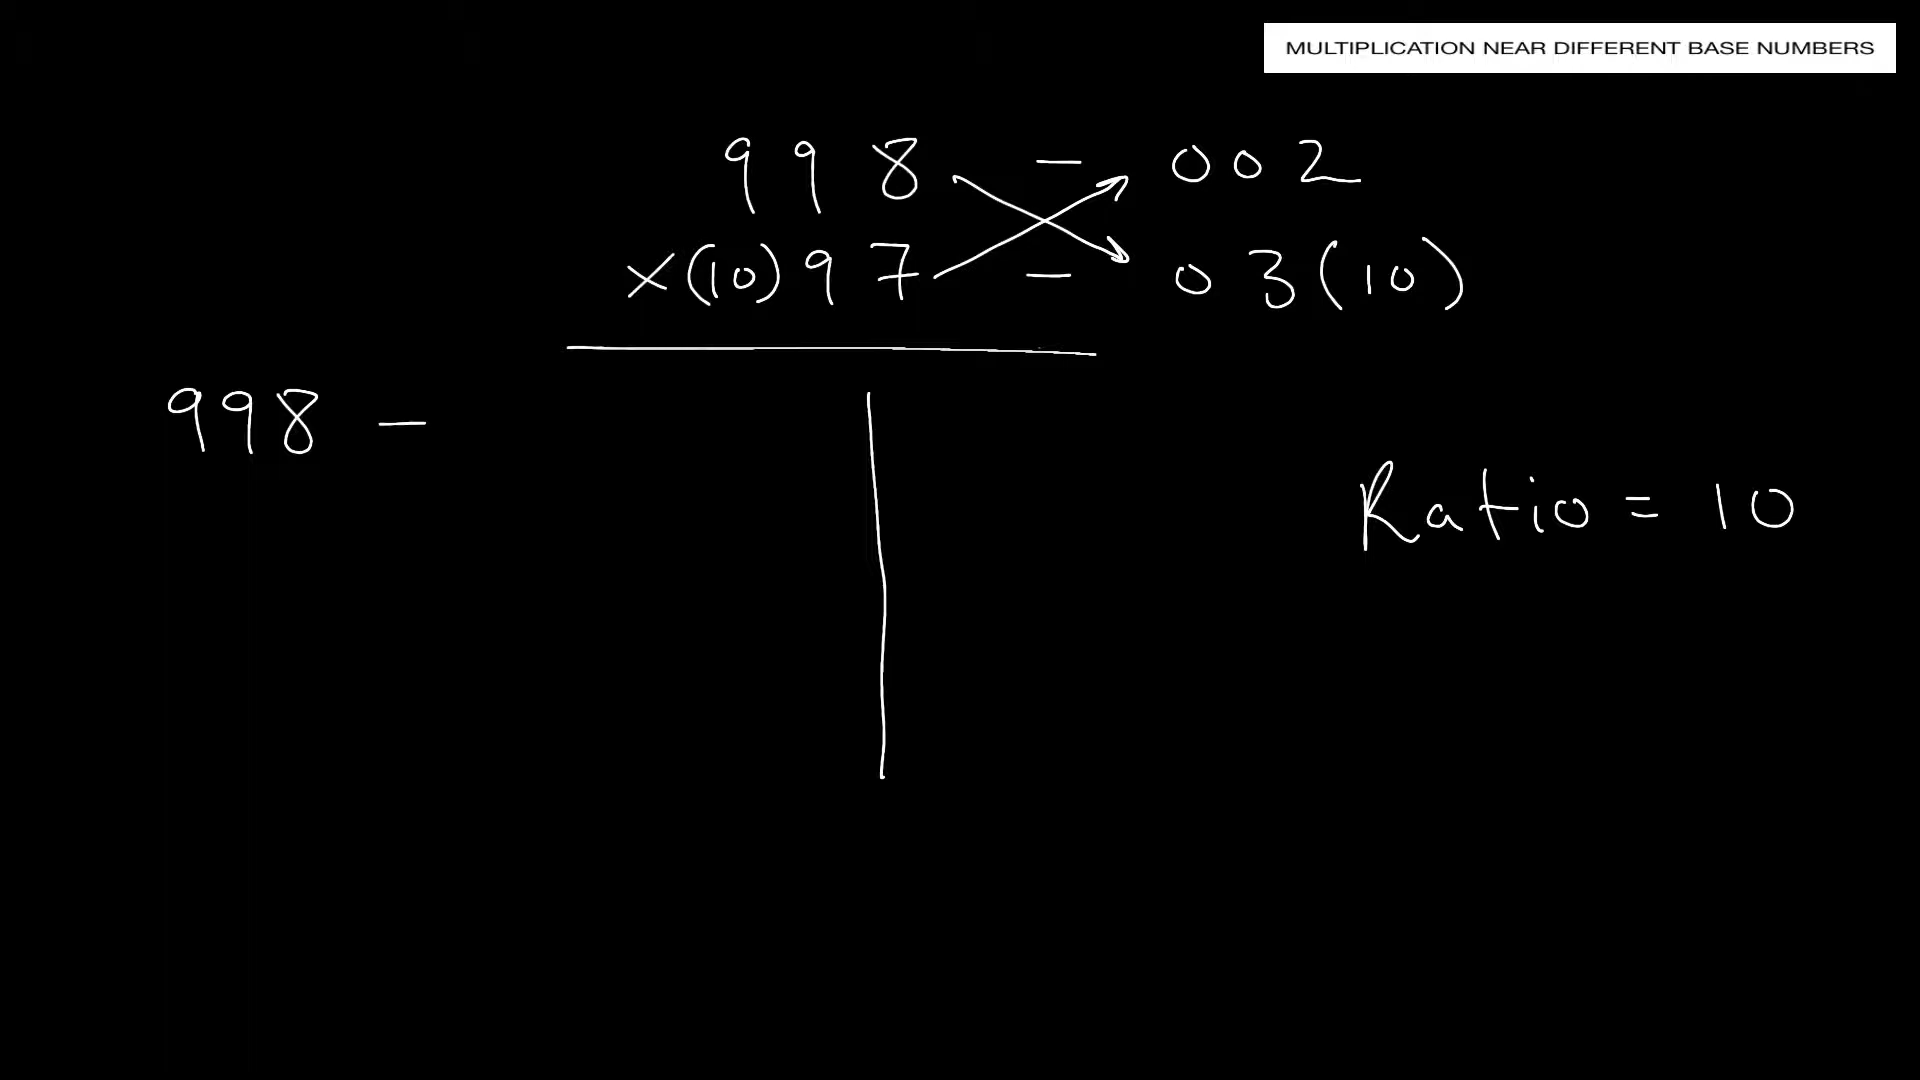 MULTIPLICATION NEAR DIFFERENT BASE NUMBERS
998 - 002
×(10)97 - 03(10)
998 -
Ratio = 10